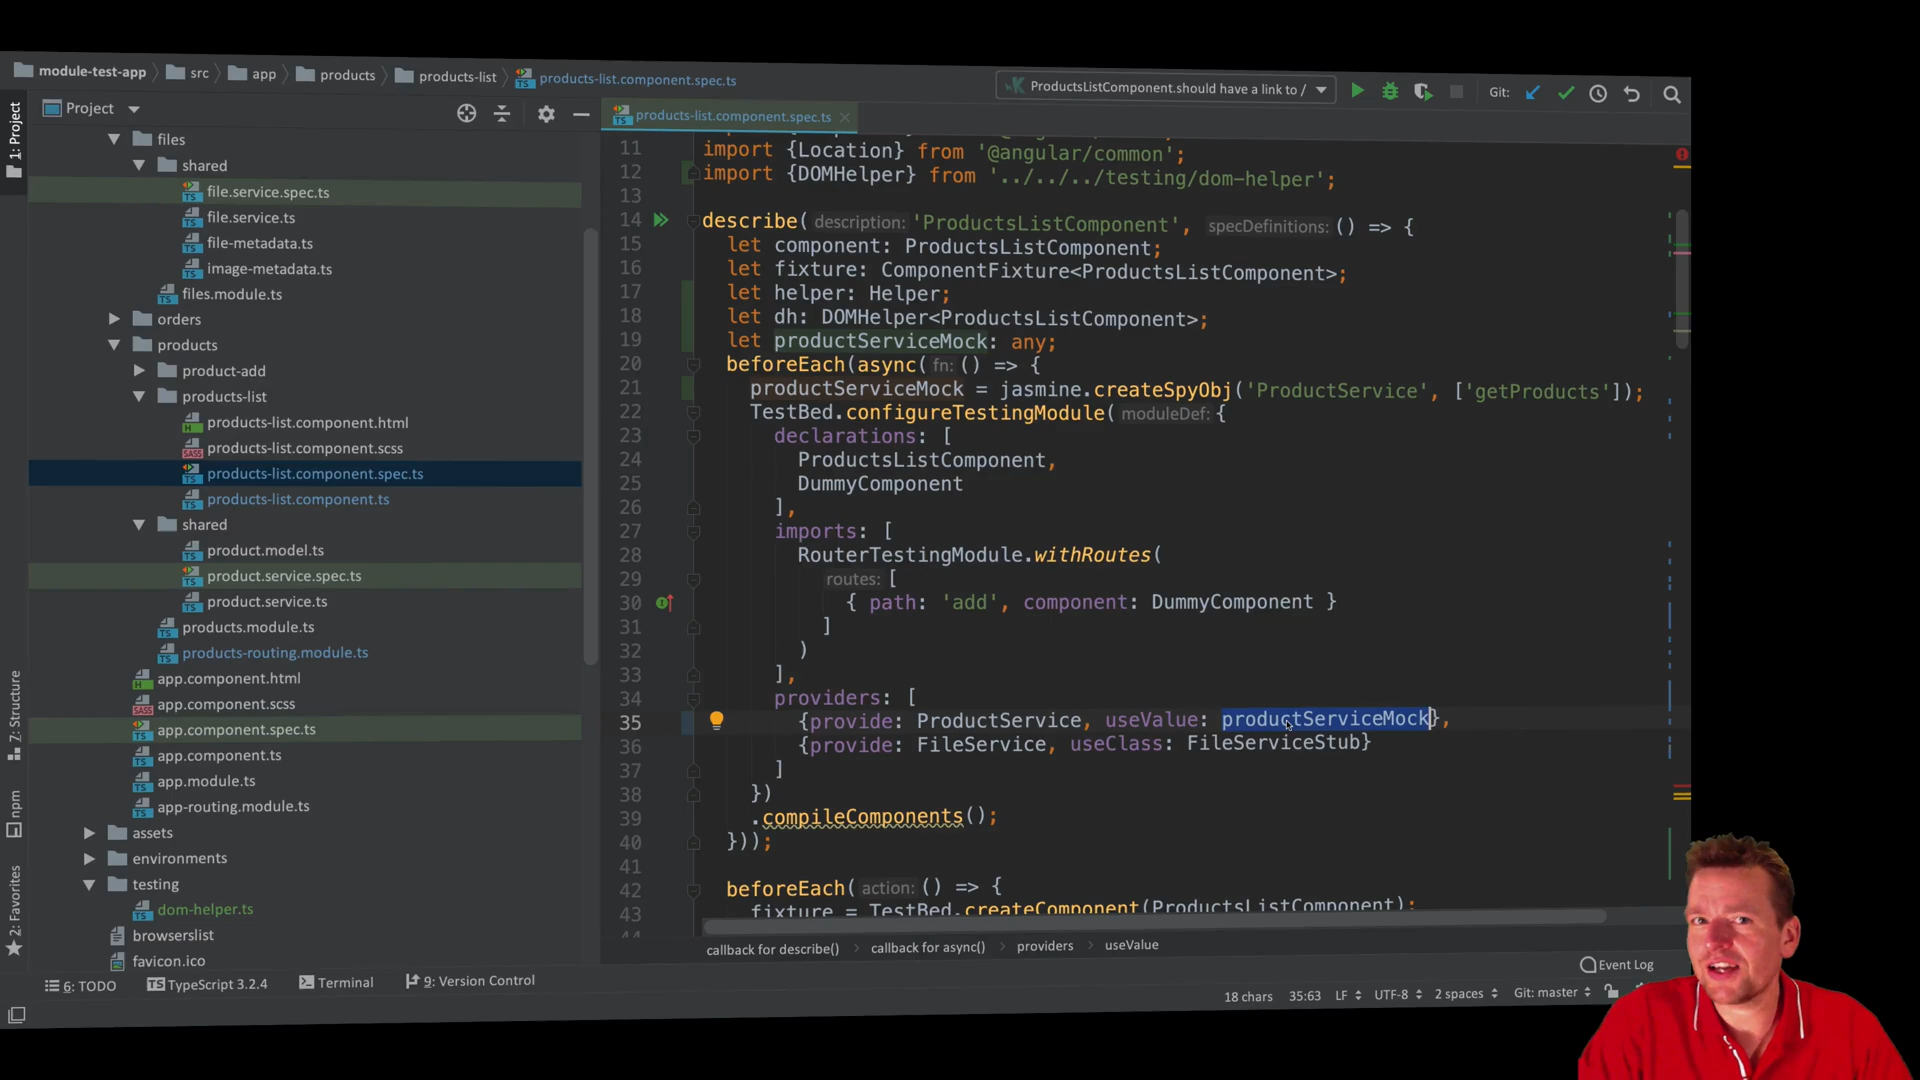 module-test-app src app products products-list products-list.component.spec.ts
ProductsListComponent.should have a link to /
Git:
1: Project
Project
products-list.component.spec.ts
files
shared
file.service.spec.ts
file.service.ts
file-metadata.ts
image-metadata.ts
files.module.ts
orders
products
product-add
products-list
products-list.component.html
products-list.component.scss
products-list.component.spec.ts
products-list.component.ts
shared
product.model.ts
product.service.spec.ts
product.service.ts
products.module.ts
products-routing.module.ts
app.component.html
app.component.scss
app.component.spec.ts
app.component.ts
app.module.ts
app-routing.module.ts
assets
environments
testing
dom-helper.ts
browserslist
favicon.ico
7: Structure
npm
2: Favorites
11 import {Location} from '@angular/common';
12 import {DOMHelper} from '../../../testing/dom-helper';
13
14 describe( description: 'ProductsListComponent', specDefinitions: () => {
15 let component: ProductsListComponent;
16 let fixture: ComponentFixture<ProductsListComponent>;
17 let helper: Helper;
18 let dh: DOMHelper<ProductsListComponent>;
19 let productServiceMock: any;
20 beforeEach(async( fn: () => {
21 productServiceMock = jasmine.createSpyObj('ProductService', ['getProducts']);
22 TestBed.configureTestingModule( moduleDef: {
23 declarations: [
24 ProductsListComponent,
25 DummyComponent
26 ],
27 imports: [
28 RouterTestingModule.withRoutes(
29 routes: [
30 { path: 'add', component: DummyComponent }
31 ]
32 )
33 ],
34 providers: [
35 {provide: ProductService, useValue: productServiceMock},
36 {provide: FileService, useClass: FileServiceStub}
37 ]
38 })
39 .compileComponents();
40 }));
41
42 beforeEach( action: () => {
43 fixture = TestBed.createComponent(ProductsListComponent);
44
callback for describe() callback for async() providers useValue
6: TODO TypeScript 3.2.4 Terminal 9: Version Control
Event Log
18 chars 35:63 LF UTF-8 2 spaces Git: master